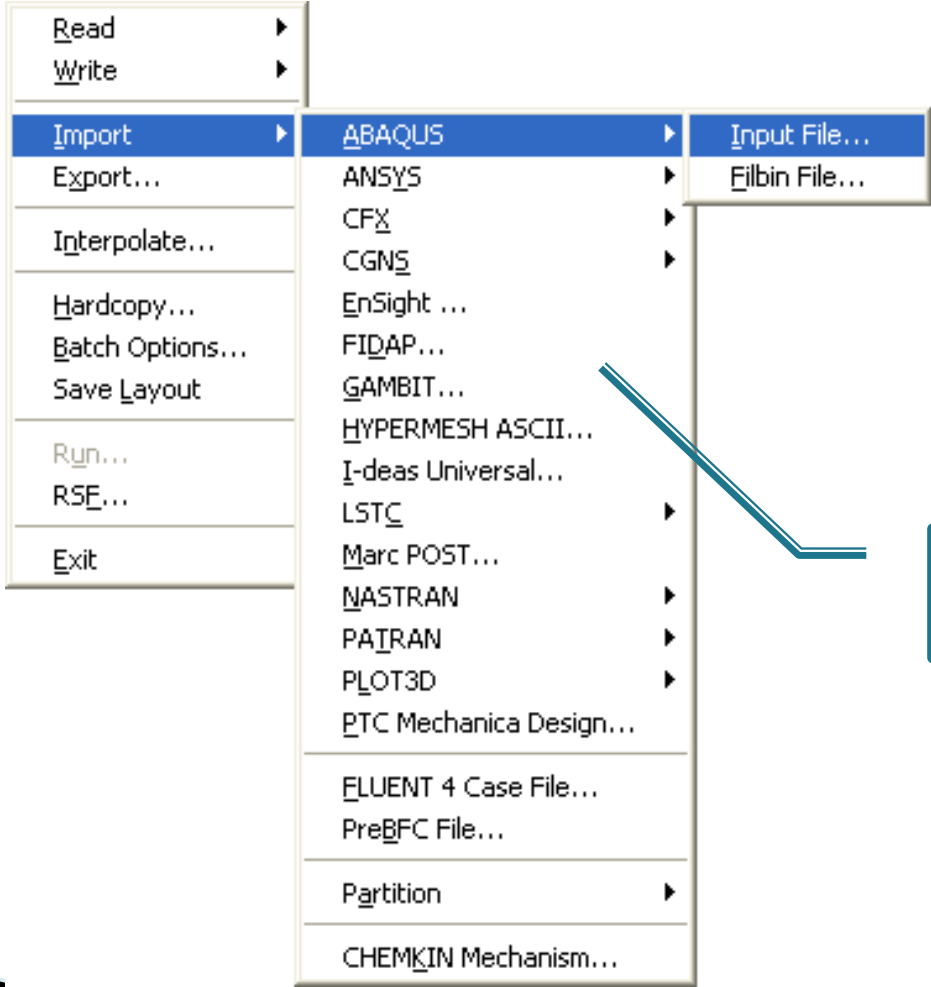 Read
Write
Import
Export...
Interpolate...
Hardcopy...
Batch Options...
Save Layout
Run...
RSF...
Exit
ABAQUS
ANSYS
CFX
CGNS
EnSight ...
FIDAP...
GAMBIT...
HYPERMESH ASCII...
I-deas Universal...
LSTC
Marc POST...
NASTRAN
PATRAN
PLOT3D
PTC Mechanica Design...
FLUENT 4 Case File...
PreBFC File...
Partition
CHEMKIN Mechanism...
Input File...
Filbin File...